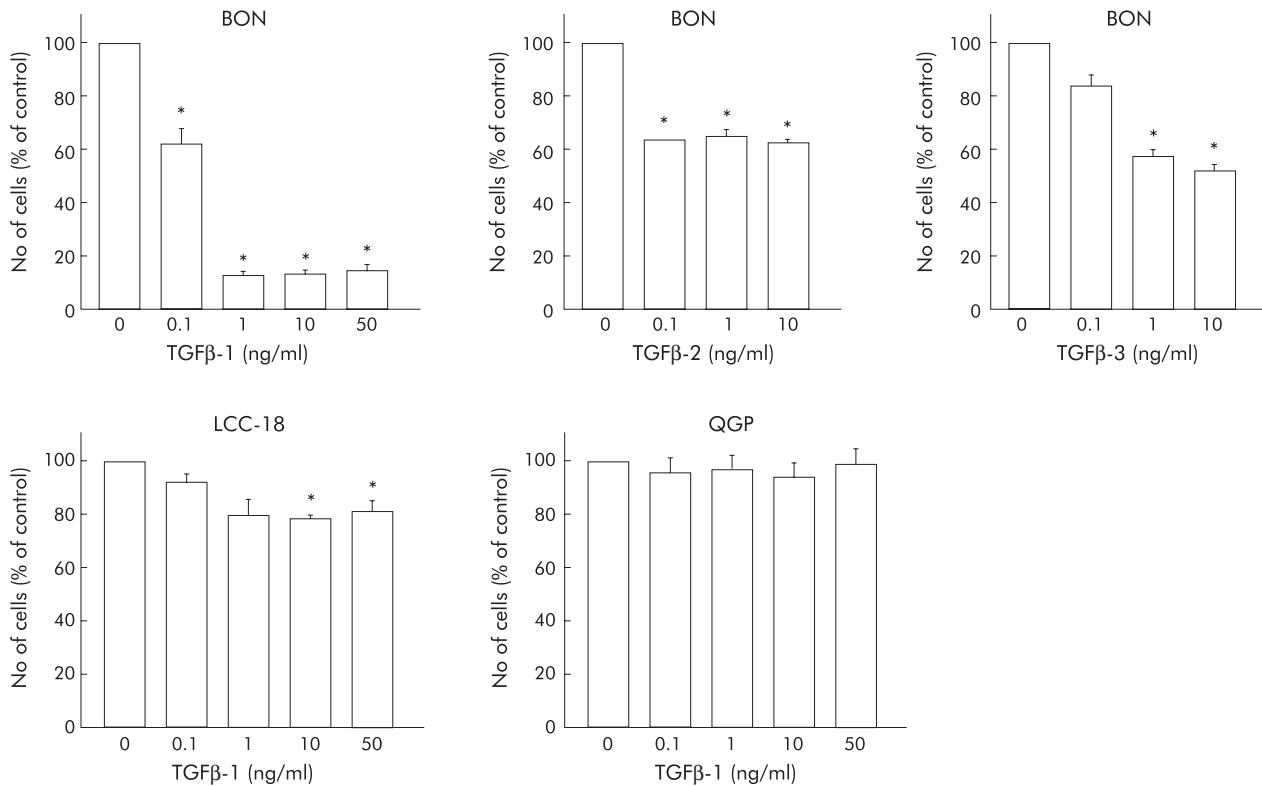 BON
No of cells (% of control)
100
80
60
40
20
0
*
*
*
*
0 0.1 1 10 50
TGFβ-1 (ng/ml)
BON
No of cells (% of control)
100
80
60
40
20
0
*
*
*
0 0.1 1 10
TGFβ-2 (ng/ml)
BON
No of cells (% of control)
100
80
60
40
20
0
*
*
0 0.1 1 10
TGFβ-3 (ng/ml)
LCC-18
No of cells (% of control)
100
80
60
40
20
0
*
*
0 0.1 1 10 50
TGFβ-1 (ng/ml)
QGP
No of cells (% of control)
100
80
60
40
20
0
0 0.1 1 10 50
TGFβ-1 (ng/ml)